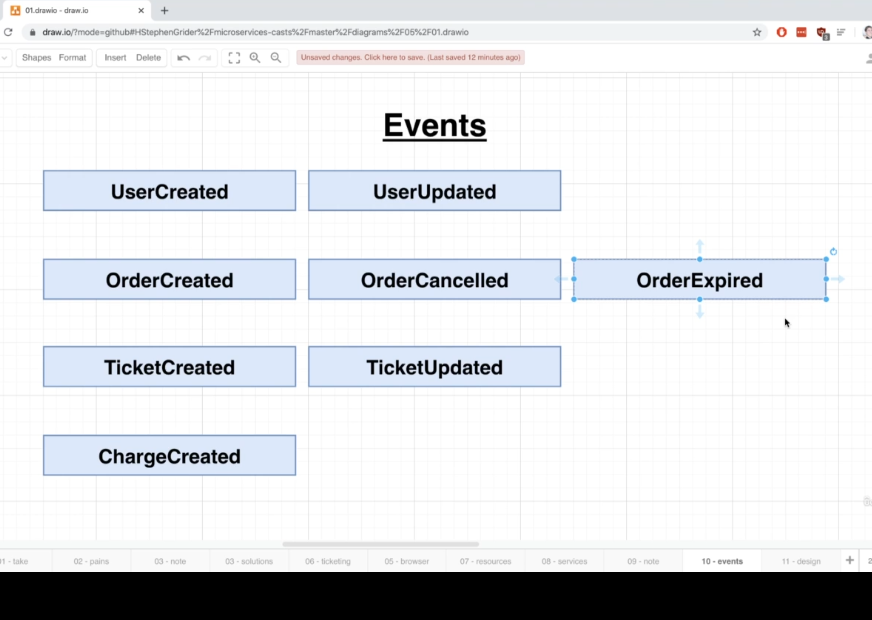 01.drawio - draw.io
draw.io/?mode=github#HStephenGrider%2Fmicroservices-casts%2Fmaster%2Fdiagrams%2F05%2F01.drawio
Shapes Format Insert Delete Unsaved changes. Click here to save. (Last saved 12 minutes ago)
Events
UserCreated UserUpdated
OrderCreated OrderCancelled OrderExpired
TicketCreated TicketUpdated
ChargeCreated
01 - take 02 - pains 03 - note 03 - solutions 06 - ticketing 05 - browser 07 - resources 08 - services 09 - note 10 - events 11 - design